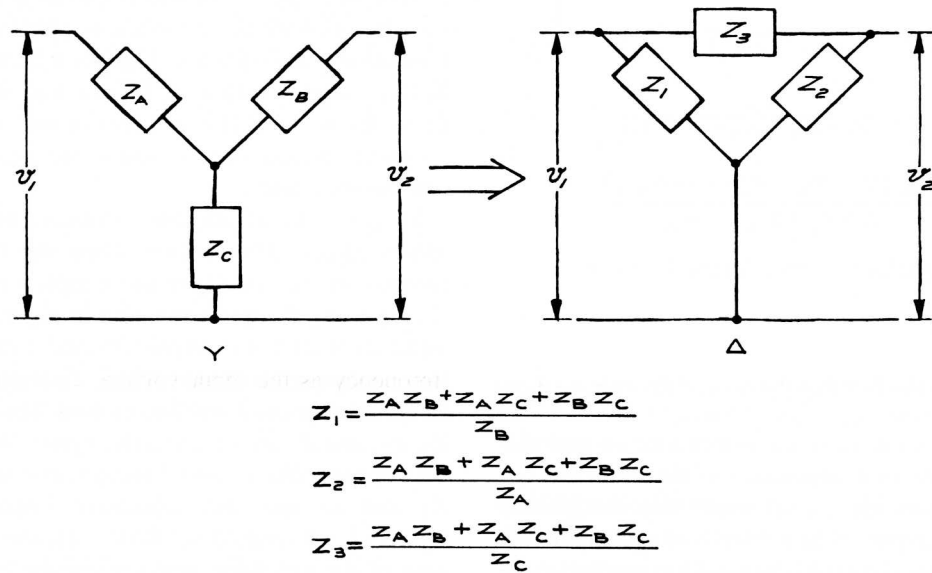 Z_A Z_B Z_3 Z_1 Z_2
v_1 v_2 v_1 v_2
Z_C
Y Δ
Z_1 = (Z_A Z_B + Z_A Z_C + Z_B Z_C) / Z_B
Z_2 = (Z_A Z_B + Z_A Z_C + Z_B Z_C) / Z_A
Z_3 = (Z_A Z_B + Z_A Z_C + Z_B Z_C) / Z_C